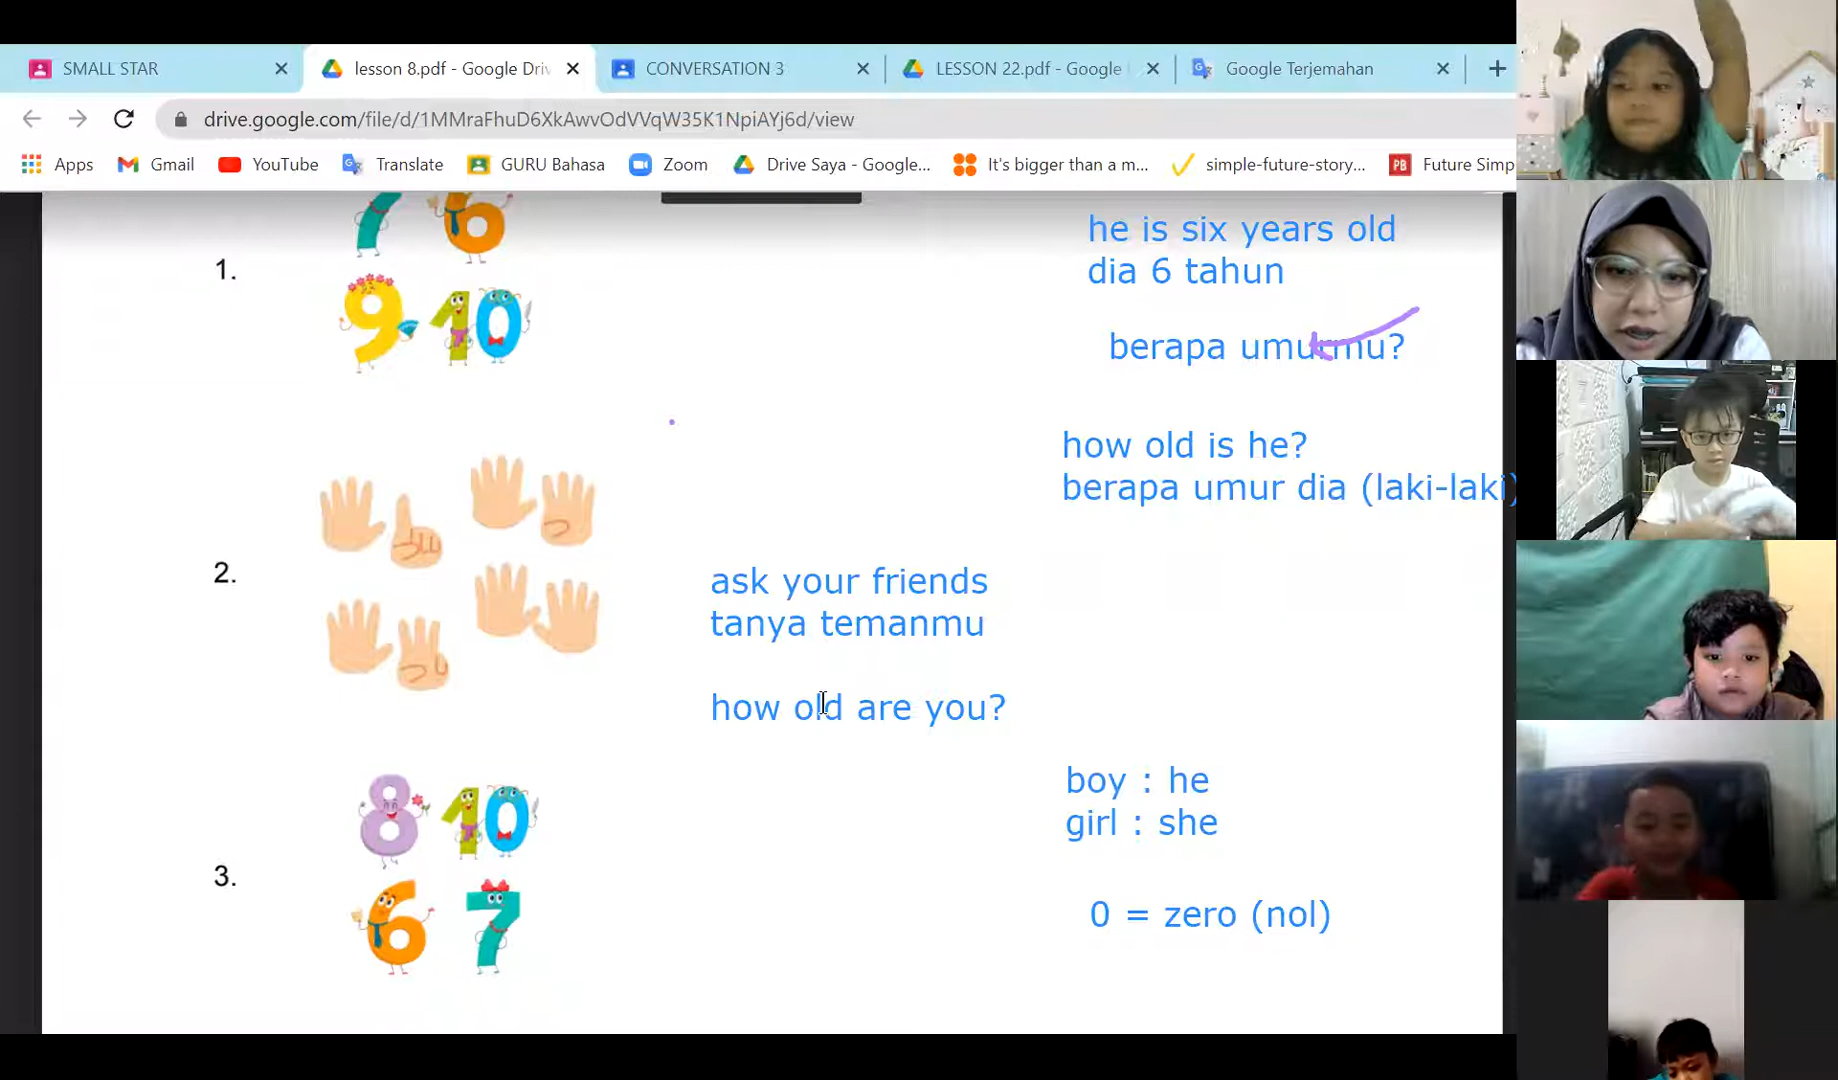 SMALL STAR
lesson 8.pdf - Google Driv
CONVERSATION 3
LESSON 22.pdf - Google
Google Terjemahan
drive.google.com/file/d/1MMraFhuD6XkAwvOdVVqW35K1NpiAYj6d/view
Apps
Gmail
YouTube
Translate
GURU Bahasa
Zoom
Drive Saya - Google...
It's bigger than a m...
simple-future-story...
PB
Future Simp
1.
7 6
9 10
he is six years old
dia 6 tahun
berapa umurmu?
how old is he?
berapa umur dia (laki-laki)
2.
ask your friends
tanya temanmu
how old are you?
3.
8 10
6 7
boy : he
girl : she
0 = zero (nol)